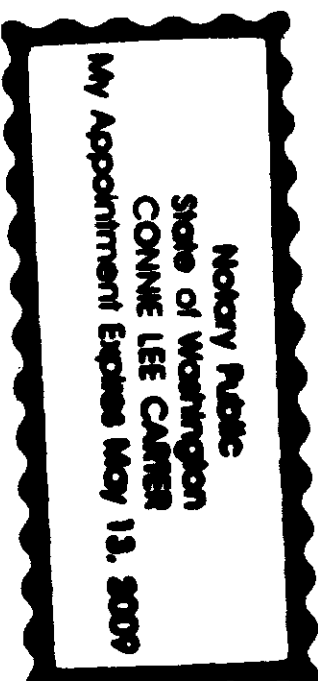 Notary Public
State of Washington
CONNIE LEE CARTER
My Appointment Expires May 13, 2009